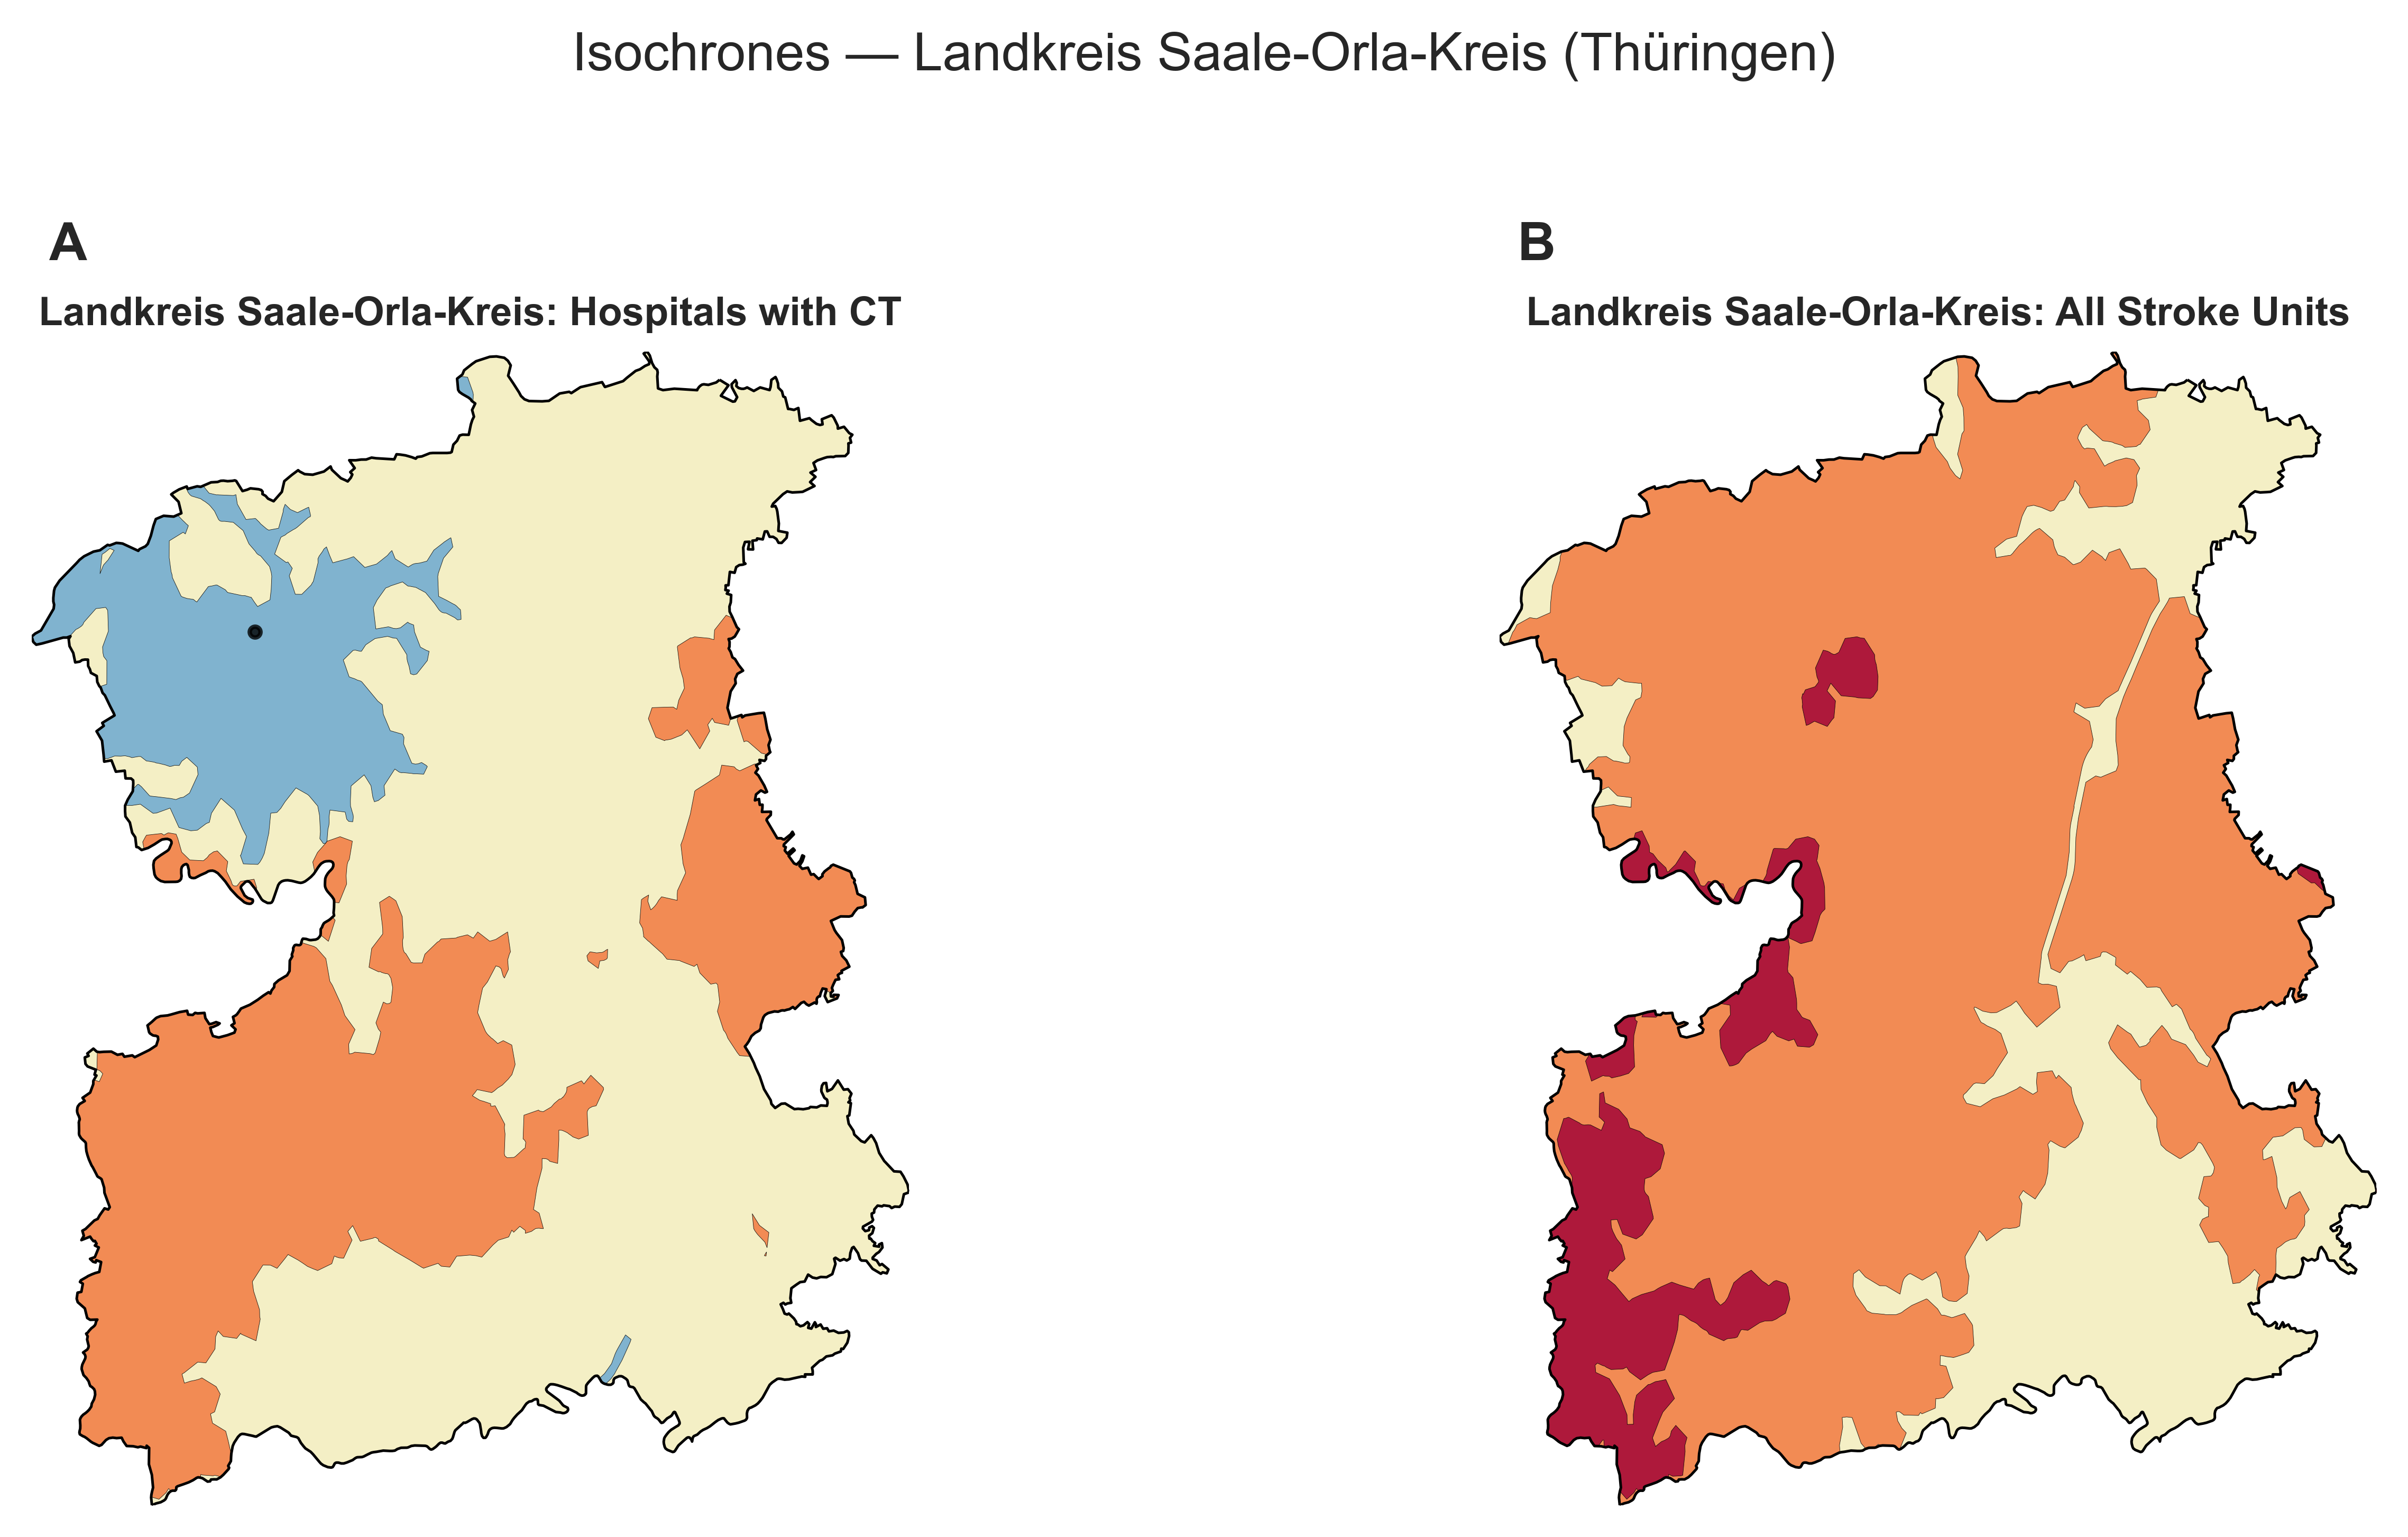 Isochrones — Landkreis Saale-Orla-Kreis (Thüringen)
A
Landkreis Saale-Orla-Kreis: Hospitals with CT
B
Landkreis Saale-Orla-Kreis: All Stroke Units